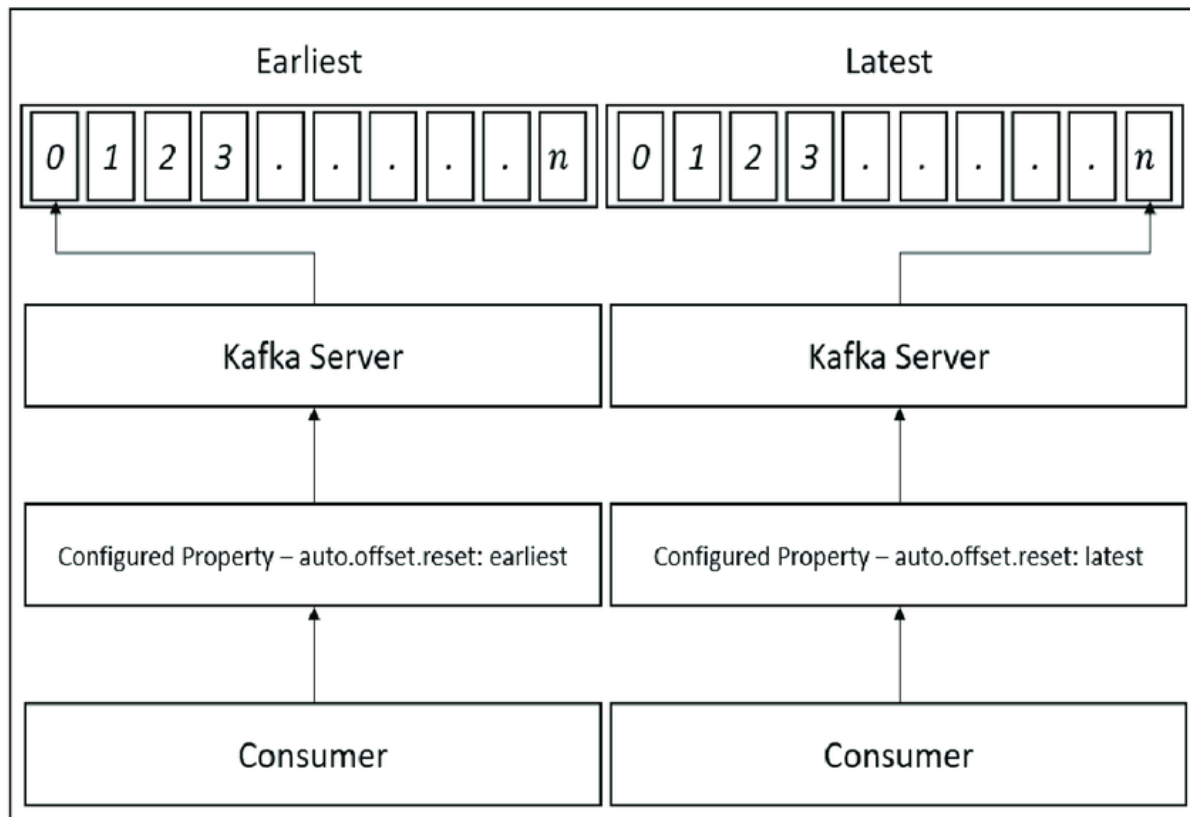 Earliest
0 1 2 3 . . . . . n
Kafka Server
Configured Property – auto.offset.reset: earliest
Consumer
Latest
0 1 2 3 . . . . . n
Kafka Server
Configured Property – auto.offset.reset: latest
Consumer